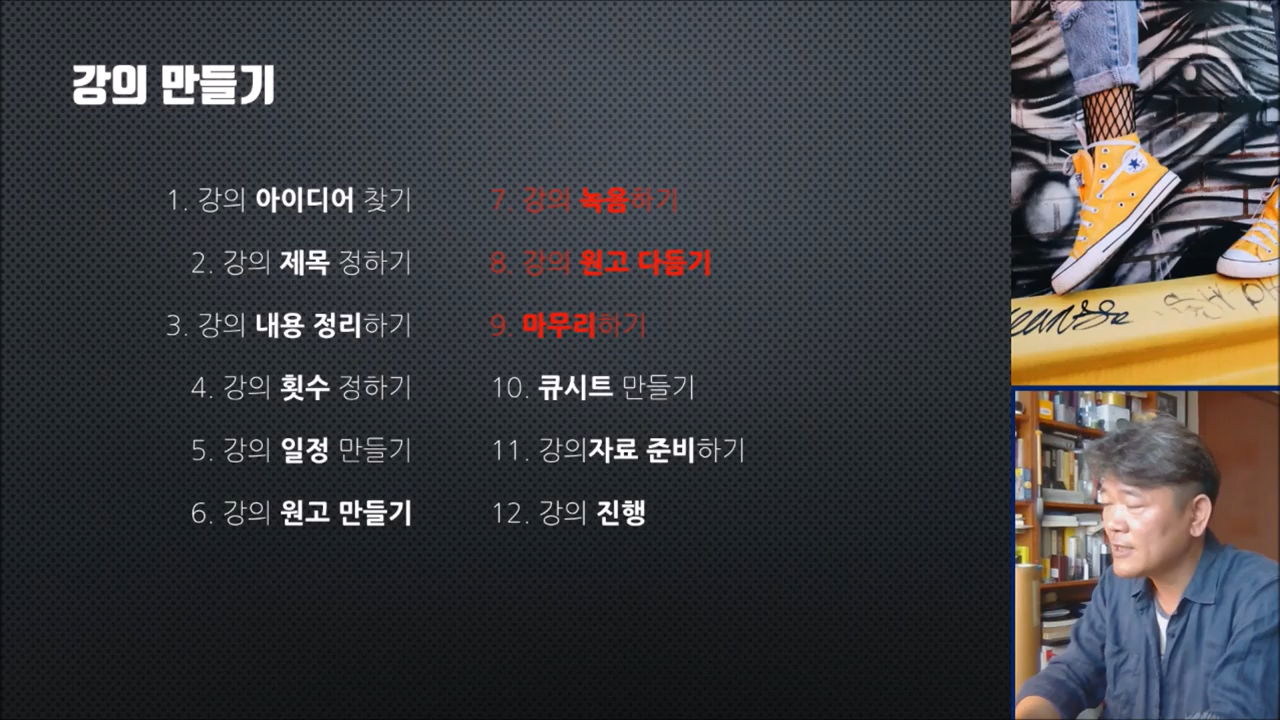 강의 만들기
1. 강의 아이디어 찾기
2. 강의 제목 정하기
3. 강의 내용 정리하기
4. 강의 횟수 정하기
5. 강의 일정 만들기
6. 강의 원고 만들기
7. 강의 녹음하기
8. 강의 원고 다듬기
9. 마무리하기
10. 큐시트 만들기
11. 강의자료 준비하기
12. 강의 진행